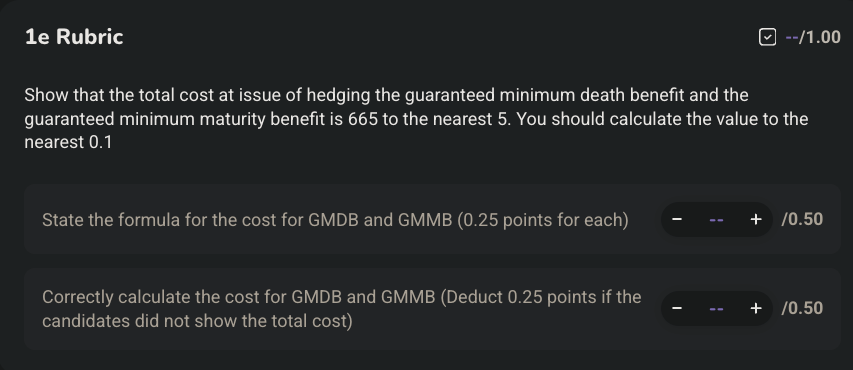 1e Rubric
--/1.00
Show that the total cost at issue of hedging the guaranteed minimum death benefit and the
guaranteed minimum maturity benefit is 665 to the nearest 5. You should calculate the value to the
nearest 0.1
State the formula for the cost for GMDB and GMMB (0.25 points for each)
− -- + /0.50
Correctly calculate the cost for GMDB and GMMB (Deduct 0.25 points if the
candidates did not show the total cost)
− -- + /0.50